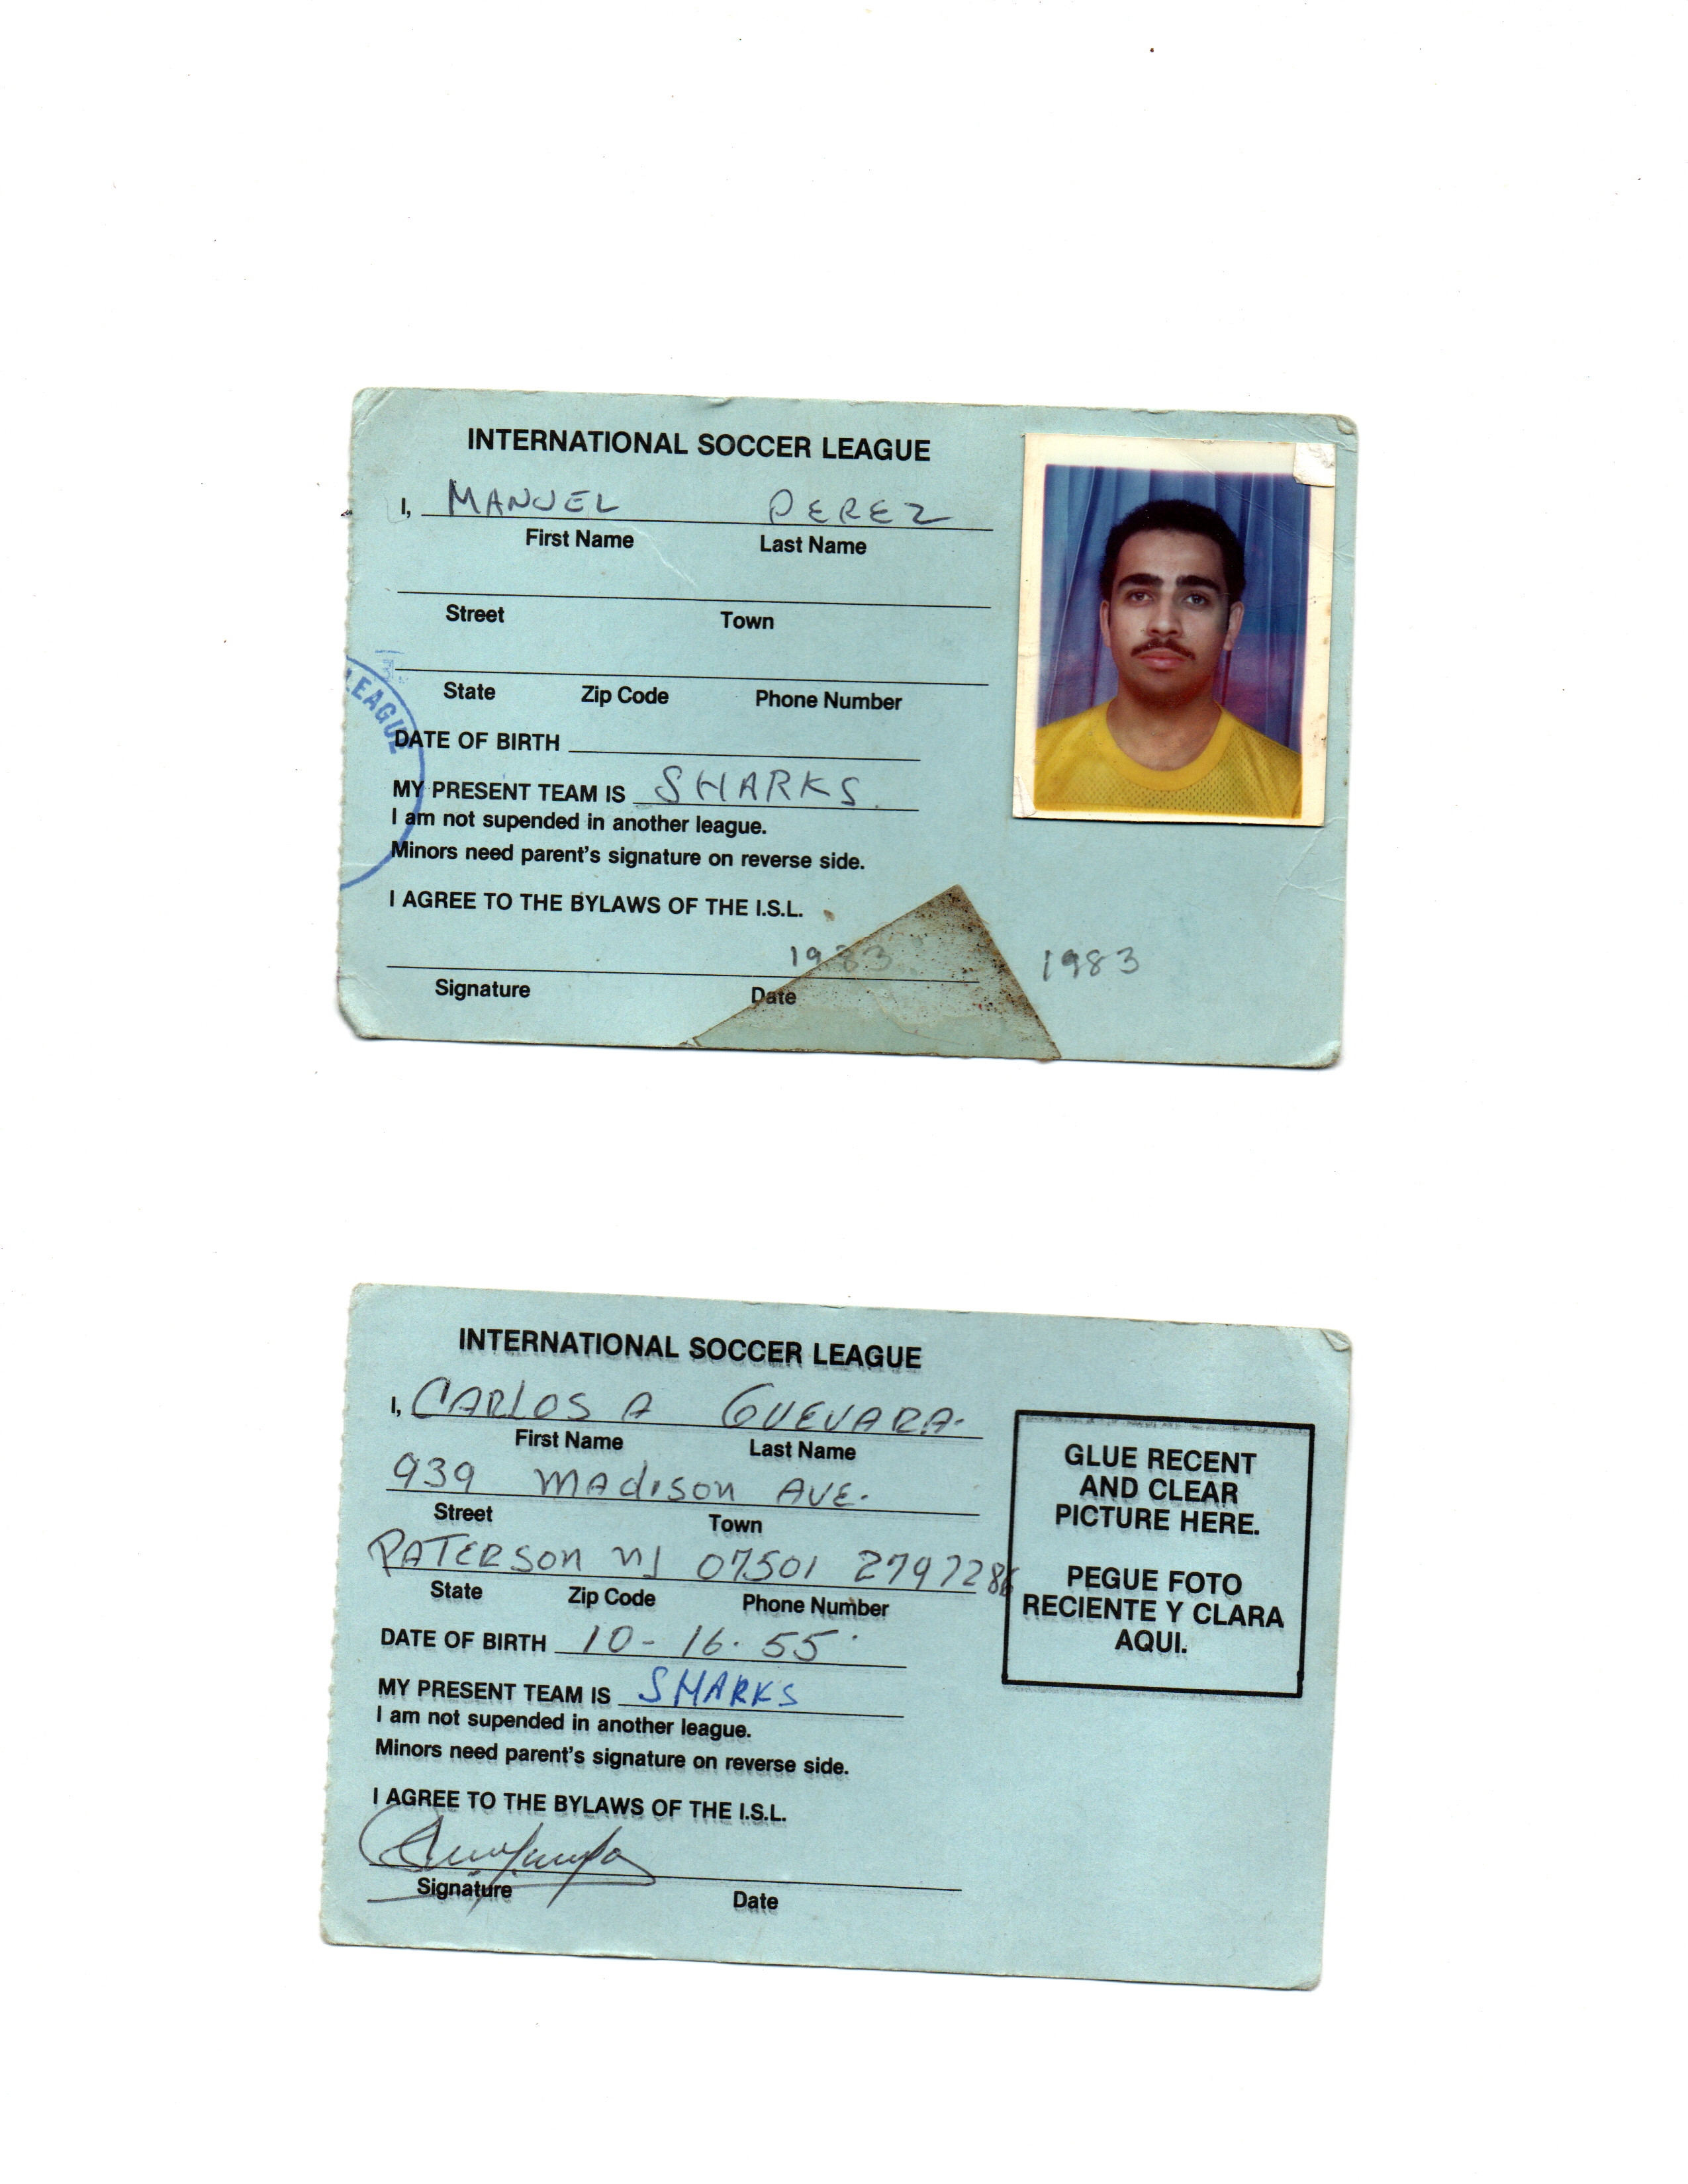 INTERNATIONAL SOCCER LEAGUE
I, MANUEL PEREZ
First Name Last Name
Street Town
State Zip Code Phone Number
LEAGUE
DATE OF BIRTH
MY PRESENT TEAM IS SHARKS
I am not supended in another league.
Minors need parent's signature on reverse side.
I AGREE TO THE BYLAWS OF THE I.S.L.
1983 1983
Signature Date
INTERNATIONAL SOCCER LEAGUE
I, CARLOS A GUEVARA
First Name Last Name
939 Madison AVE.
Street Town
PATERSON NJ 07501 2797286
State Zip Code Phone Number
DATE OF BIRTH 10-16-55
MY PRESENT TEAM IS SHARKS
I am not supended in another league.
Minors need parent's signature on reverse side.
I AGREE TO THE BYLAWS OF THE I.S.L.
Signature Date
GLUE RECENT
AND CLEAR
PICTURE HERE.
PEGUE FOTO
RECIENTE Y CLARA
AQUI.